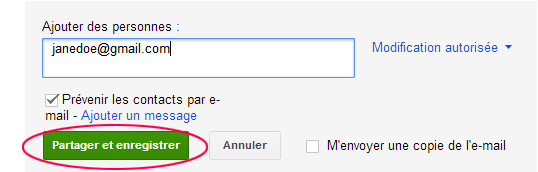 Ajouter des personnes :
janedoe@gmail.com
Modification autorisée
Prévenir les contacts par e-
mail - Ajouter un message
Partager et enregistrer
Annuler
M'envoyer une copie de l'e-mail